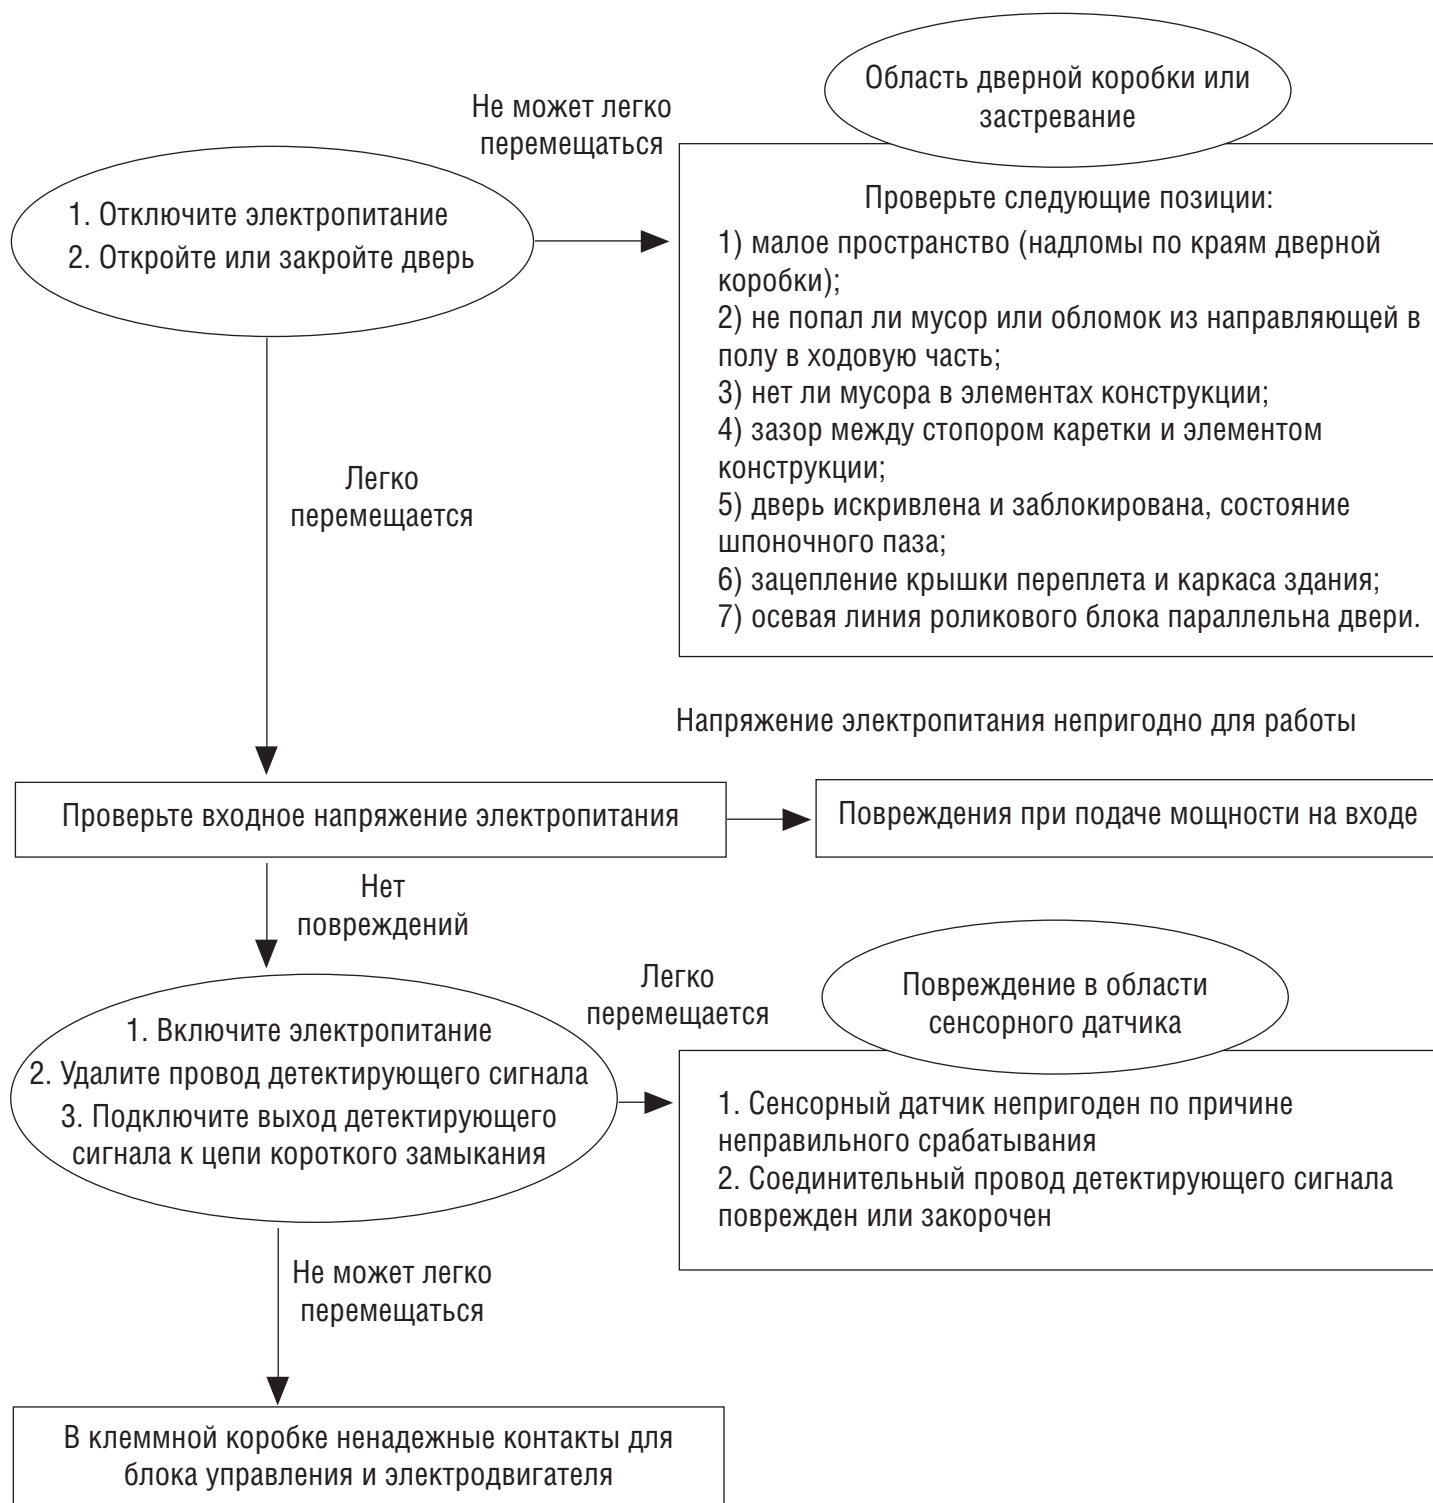 Область дверной коробки или
застревание
Не может легко
перемещаться
1. Отключите электропитание
2. Откройте или закройте дверь
Проверьте следующие позиции:
1) малое пространство (надломы по краям дверной
коробки);
2) не попал ли мусор или обломок из направляющей в
полу в ходовую часть;
3) нет ли мусора в элементах конструкции;
4) зазор между стопором каретки и элементом
конструкции;
5) дверь искривлена и заблокирована, состояние
шпоночного паза;
6) зацепление крышки переплета и каркаса здания;
7) осевая линия роликового блока параллельна двери.
Легко
перемещается
Напряжение электропитания непригодно для работы
Проверьте входное напряжение электропитания
Повреждения при подаче мощности на входе
Нет
повреждений
Легко
перемещается
Повреждение в области
сенсорного датчика
1. Включите электропитание
2. Удалите провод детектирующего сигнала
3. Подключите выход детектирующего
сигнала к цепи короткого замыкания
1. Сенсорный датчик непригоден по причине
неправильного срабатывания
2. Соединительный провод детектирующего сигнала
поврежден или закорочен
Не может легко
перемещаться
В клеммной коробке ненадежные контакты для
блока управления и электродвигателя